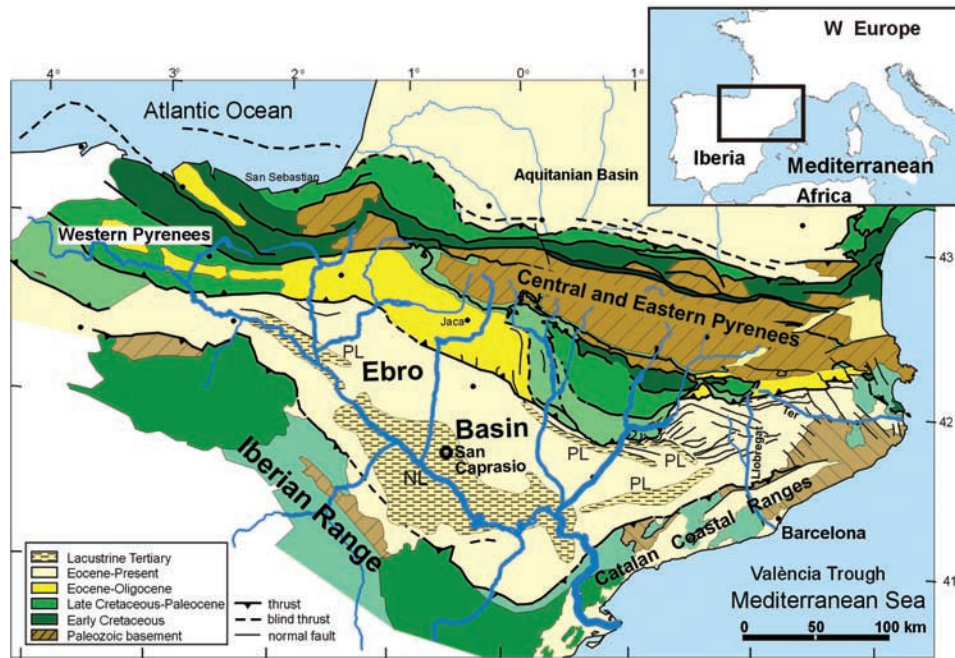 4°
3°
2°
1°
0°
1°
W Europe
Iberia
Mediterranean
Africa
Atlantic Ocean
San Sebastian
Aquitanian Basin
Western Pyrenees
43
Central and Eastern Pyrenees
Jaca
PL
Ebro
Basin
San
Caprasio
NL
PL
PL
PL
Ter
Llobregat
42
Iberian Range
Catalan Coastal Ranges
Barcelona
41
València Trough
Mediterranean Sea
0 50 100 km
Lacustrine Tertiary
Eocene-Present
Eocene-Oligocene
Late Cretaceous-Paleocene
Early Cretaceous
Paleozoic basement
thrust
blind thrust
normal fault